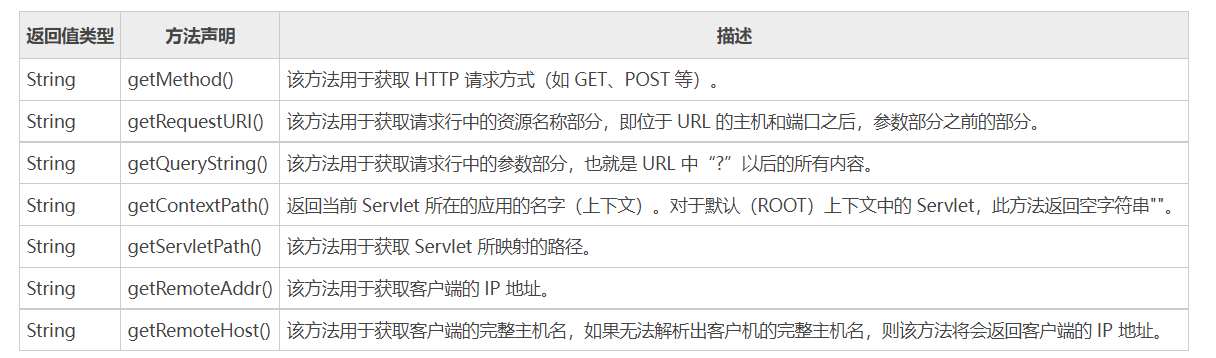 返回值类型 方法声明 描述
String getMethod() 该方法用于获取 HTTP 请求方式（如 GET、POST 等）。
String getRequestURI() 该方法用于获取请求行中的资源名称部分，即位于 URL 的主机和端口之后，参数部分之前的部分。
String getQueryString() 该方法用于获取请求行中的参数部分，也就是 URL 中“?”以后的所有内容。
String getContextPath() 返回当前 Servlet 所在的应用的名字（上下文）。对于默认（ROOT）上下文中的 Servlet，此方法返回空字符串""。
String getServletPath() 该方法用于获取 Servlet 所映射的路径。
String getRemoteAddr() 该方法用于获取客户端的 IP 地址。
String getRemoteHost() 该方法用于获取客户端的完整主机名，如果无法解析出客户机的完整主机名，则该方法将会返回客户端的 IP 地址。